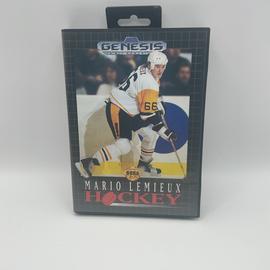 GENESIS
66
SEGA
MARIO LEMIEUX
HOCKEY